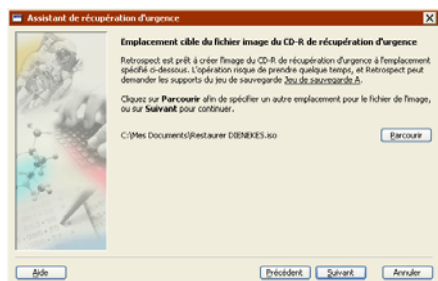 Assistant de récupération d'urgence
Emplacement cible du fichier image du CD-R de récupération d'urgence
Retrospect est prêt à créer l'image du CD-R de récupération d'urgence à l'emplacement
spécifié ci-dessous. L'opération risque de prendre quelque temps, et Retrospect peut
demander les supports du jeu de sauvegarde Jeu de sauvegarde A.
Cliquez sur Parcourir afin de spécifier un autre emplacement pour le fichier de l'image,
ou sur Suivant pour continuer.
C:\Mes Documents\Restaurer DIENEKES.iso
Parcourir
Aide
Précédent
Suivant
Annuler